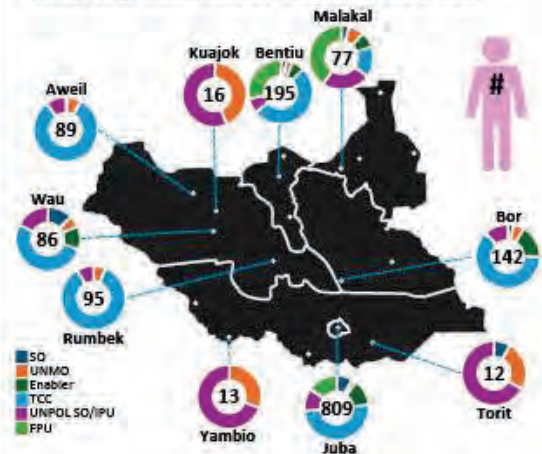 Malakal
77
Kuajok
16
Bentiu
195
#
Aweil
89
Wau
86
Bor
142
95
Rumbek
SO
UNMO
Enabler
TCC
UNPOL SO/IPU
FPU
13
Yambio
809
Juba
12
Torit